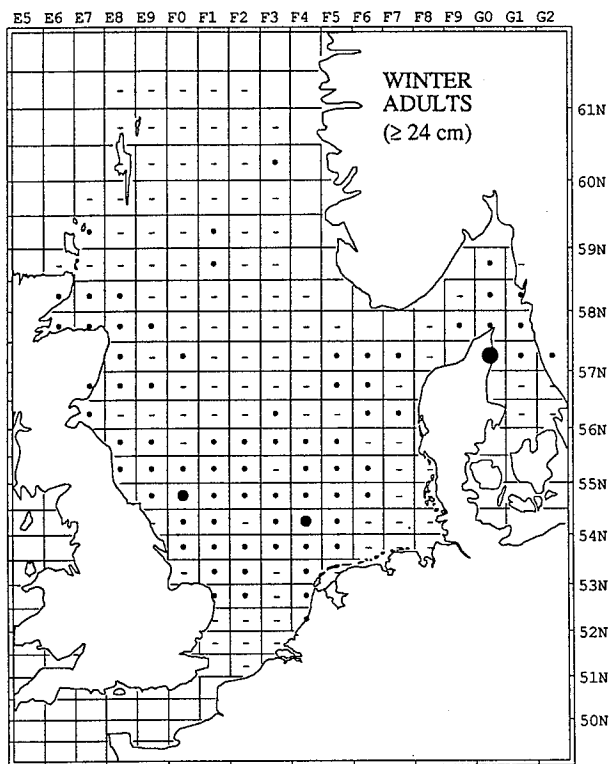 E5 E6 E7 E8 E9 F0 F1 F2 F3 F4 F5 F6 F7 F8 F9 G0 G1 G2
WINTER
ADULTS
(≥ 24 cm)
61N
60N
59N
58N
57N
56N
55N
54N
53N
52N
51N
50N